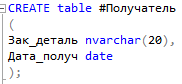 CREATE table #Получатель
(
Зак_деталь nvarchar(20),
Дата_получ date
);